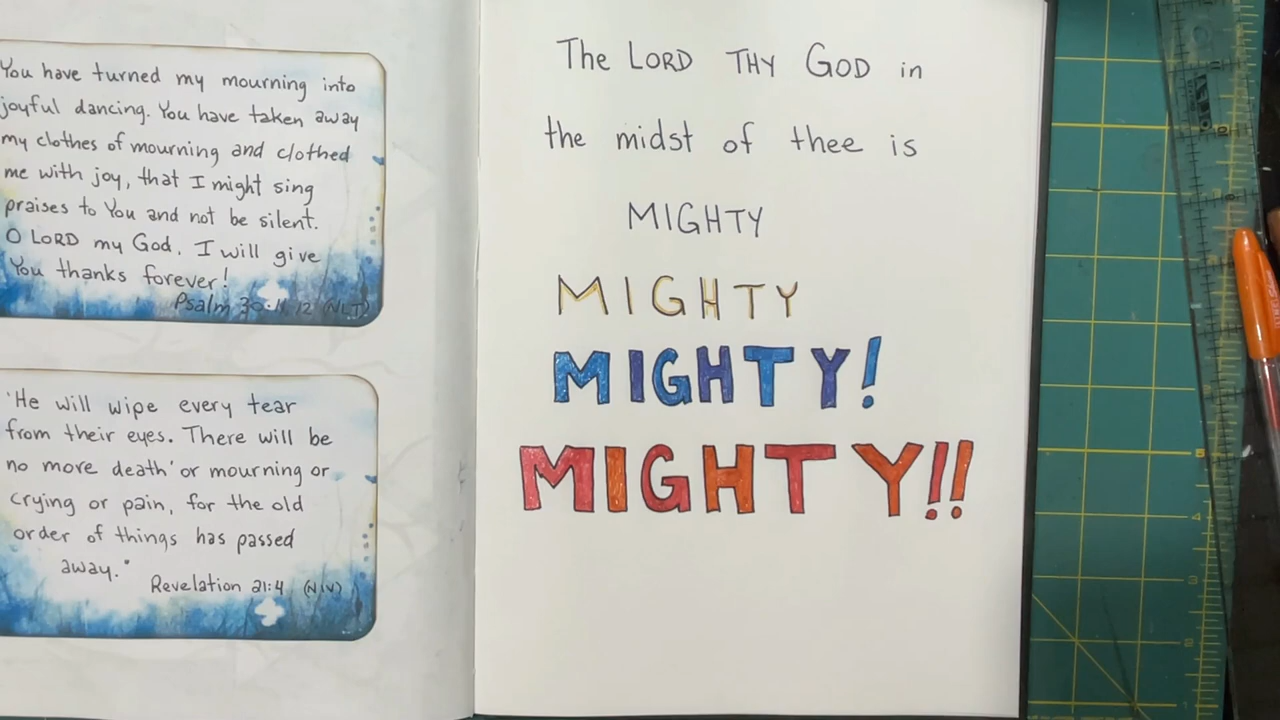 You have turned my mourning into
joyful dancing. You have taken away
my clothes of mourning and clothed
me with joy, that I might sing
praises to You and not be silent.
O LORD my God. I will give
You thanks forever!
Psalm 30:11, 12 (NLT)
'He will wipe every tear
from their eyes. There will be
no more death' or mourning or
crying or pain, for the old
order of things has passed
away."
Revelation 21:4 (NIV)
The LORD THY GOD in
the midst of thee is
MIGHTY
MIGHTY
MIGHTY!
MIGHTY!!